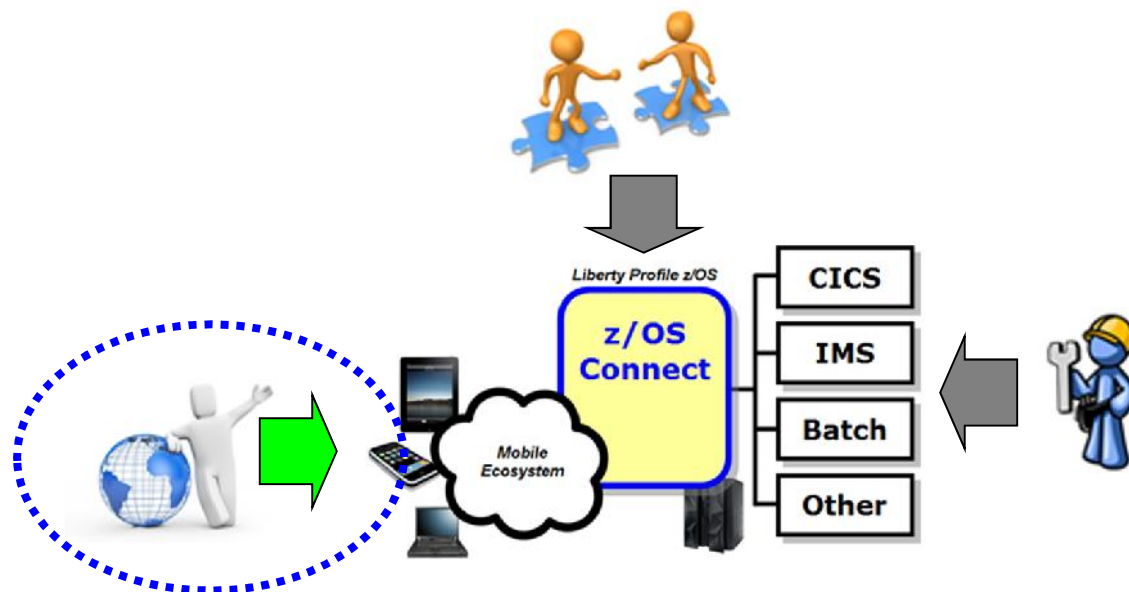 Liberty Profile z/OS
z/OS
Connect
CICS
IMS
Batch
Other
Mobile
Ecosystem